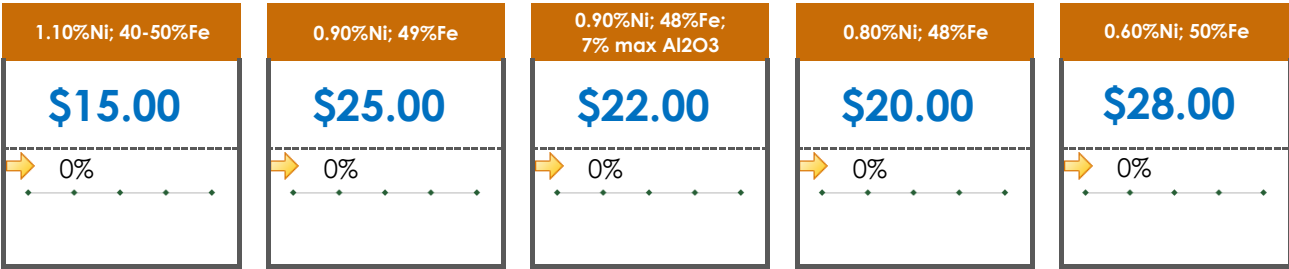 1.10%Ni; 40-50%Fe
$15.00
0%
0.90%Ni; 49%Fe
$25.00
0%
0.90%Ni; 48%Fe;
7% max Al2O3
$22.00
0%
0.80%Ni; 48%Fe
$20.00
0%
0.60%Ni; 50%Fe
$28.00
0%